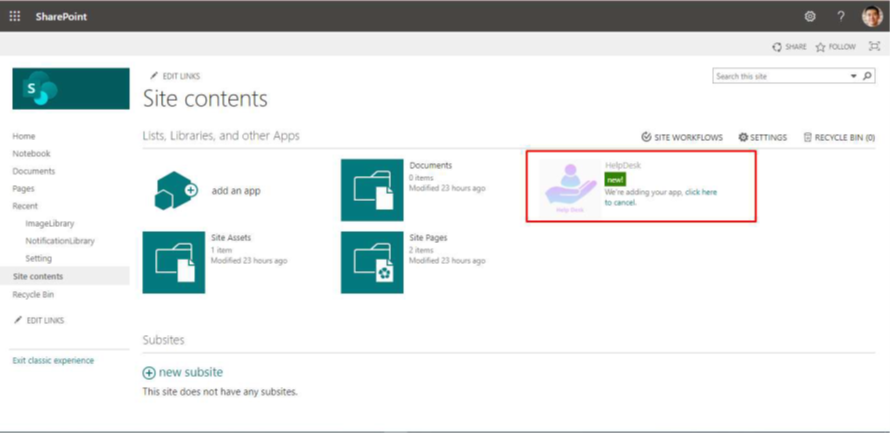 SharePoint
?
SHARE
FOLLOW
S
EDIT LINKS
Search this site
Site contents
Home
Notebook
Documents
Pages
Recent
ImageLibrary
NotificationLibrary
Setting
Site contents
Recycle Bin
EDIT LINKS
Exit classic experience
Lists, Libraries, and other Apps
SITE WORKFLOWS
SETTINGS
RECYCLE BIN (0)
add an app
Documents
0 items
Modified 23 hours ago
Help Desk
HelpDesk
new!
We're adding your app, click here
to cancel.
Site Assets
1 item
Modified 23 hours ago
Site Pages
2 items
Modified 23 hours ago
Subsites
new subsite
This site does not have any subsites.